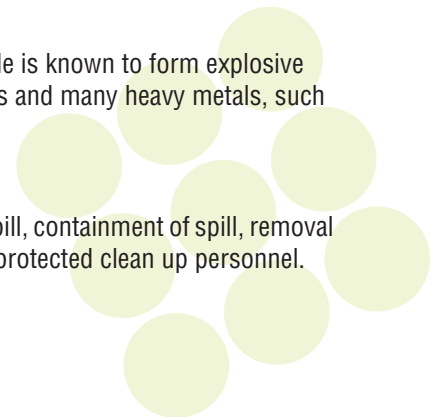 le is known to form explosive
s and many heavy metals, such
pill, containment of spill, removal
protected clean up personnel.